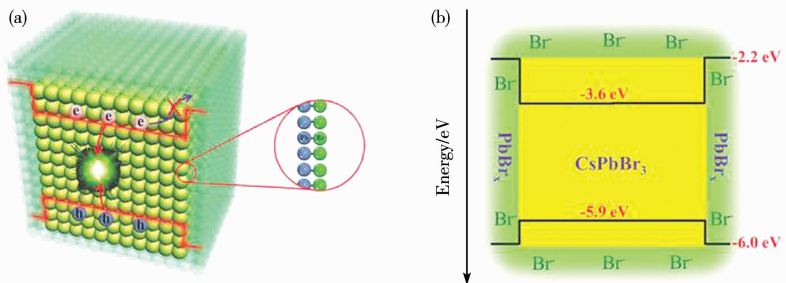 (a)
e e e
h h h
(b)
Energy/eV
Br- Br- Br-
-2.2 eV
Br- Br-
-3.6 eV
PbBrx
CsPbBr3
PbBrx
-5.9 eV
Br- Br-
-6.0 eV
Br- Br- Br-